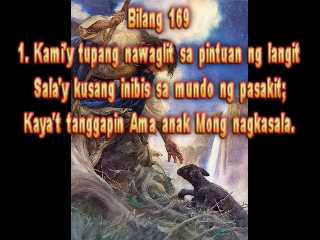 Bilang 169
1. Kami'y tupang nawaglit sa pintuan ng langit
Sala'y kusang inibis sa mundo ng pasakit;
Kaya't tanggapin Ama anak Mong nagkasala.